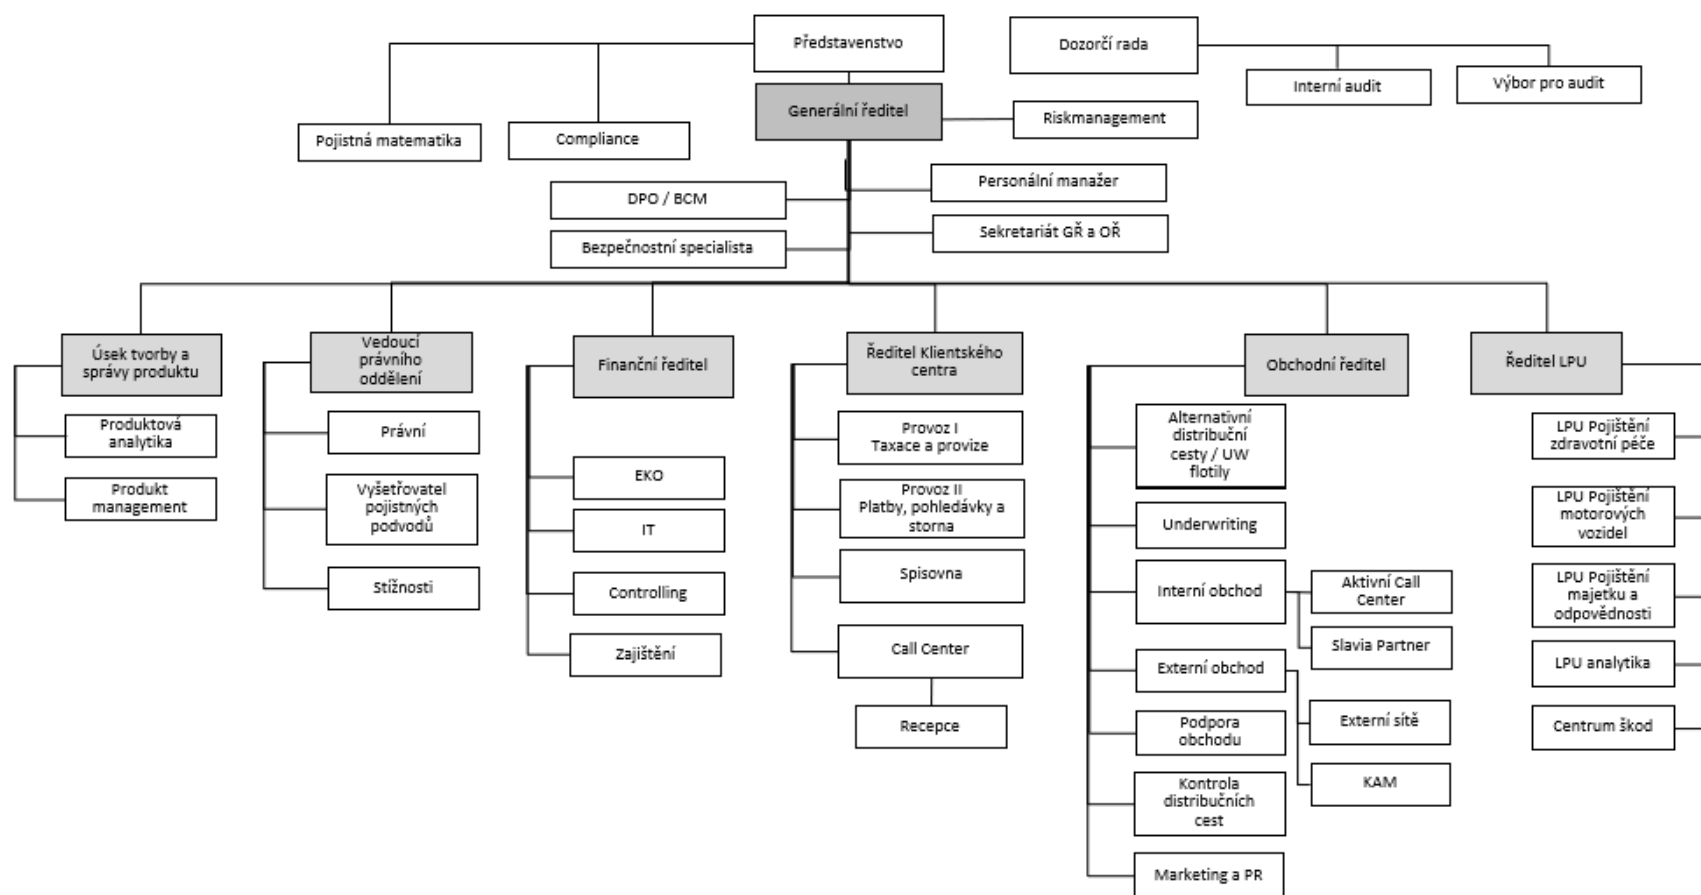 Představenstvo
Dozorčí rada
Interní audit
Výbor pro audit
Generální ředitel
Riskmanagement
Pojistná matematika
Compliance
Personální manažer
DPO / BCM
Sekretariát GŘ a OŘ
Bezpečnostní specialista
Úsek tvorby a
správy produktu
Produktová
analytika
Produkt
management
Vedoucí
právního
oddělení
Právní
Vyšetřovatel
pojistných
podvodů
Stížnosti
Finanční ředitel
EKO
IT
Controlling
Zajištění
Ředitel Klientského
centra
Provoz I
Taxace a provize
Provoz II
Platby, pohledávky a
storna
Spisovna
Call Center
Recepce
Obchodní ředitel
Alternativní
distribuční
cesty / UW
flotily
Underwriting
Interní obchod
Aktivní Call
Center
Slavia Partner
Externí obchod
Externí sítě
KAM
Podpora
obchodu
Kontrola
distribučních
cest
Marketing a PR
Ředitel LPU
LPU Pojištění
zdravotní péče
LPU Pojištění
motorových
vozidel
LPU Pojištění
majetku a
odpovědnosti
LPU analytika
Centrum škod